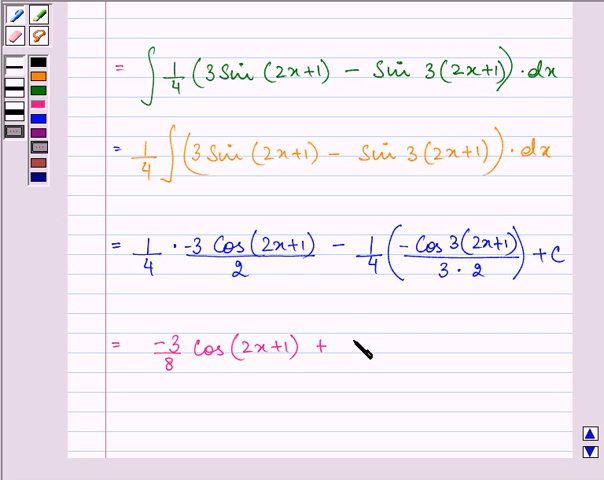 = ∫ 1/4 (3 Sin (2x+1) − Sin 3 (2x+1)) · dx
= 1/4 ∫ (3 Sin (2x+1) − Sin 3 (2x+1)) · dx
= 1/4 · -3 Cos (2x+1)/2 − 1/4 (-Cos 3 (2x+1)/3 · 2) + C
= -3/8 Cos (2x+1) +